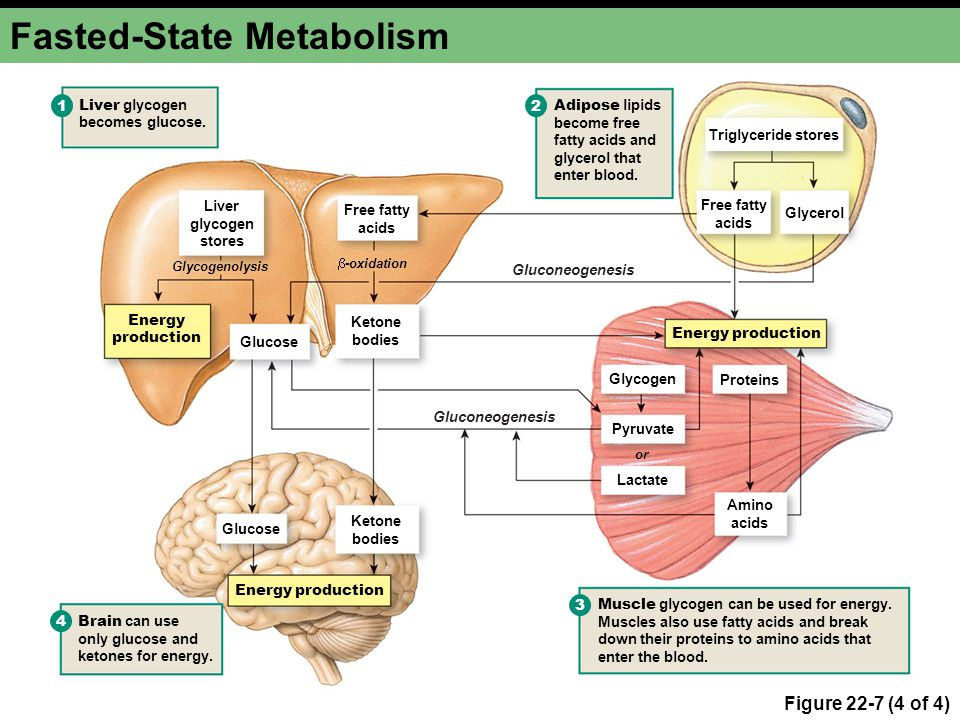 Fasted-State Metabolism
1 Liver glycogen
becomes glucose.
2 Adipose lipids
become free
fatty acids and
glycerol that
enter blood.
Triglyceride stores
Free fatty
acids
Glycerol
Liver
glycogen
stores
Glycogenolysis
Free fatty
acids
β-oxidation
Gluconeogenesis
Energy
production
Glucose
Ketone
bodies
Energy production
Glycogen
Proteins
Gluconeogenesis
Pyruvate
or
Lactate
Amino
acids
Glucose
Ketone
bodies
Energy production
4 Brain can use
only glucose and
ketones for energy.
3 Muscle glycogen can be used for energy.
Muscles also use fatty acids and break
down their proteins to amino acids that
enter the blood.
Figure 22-7 (4 of 4)